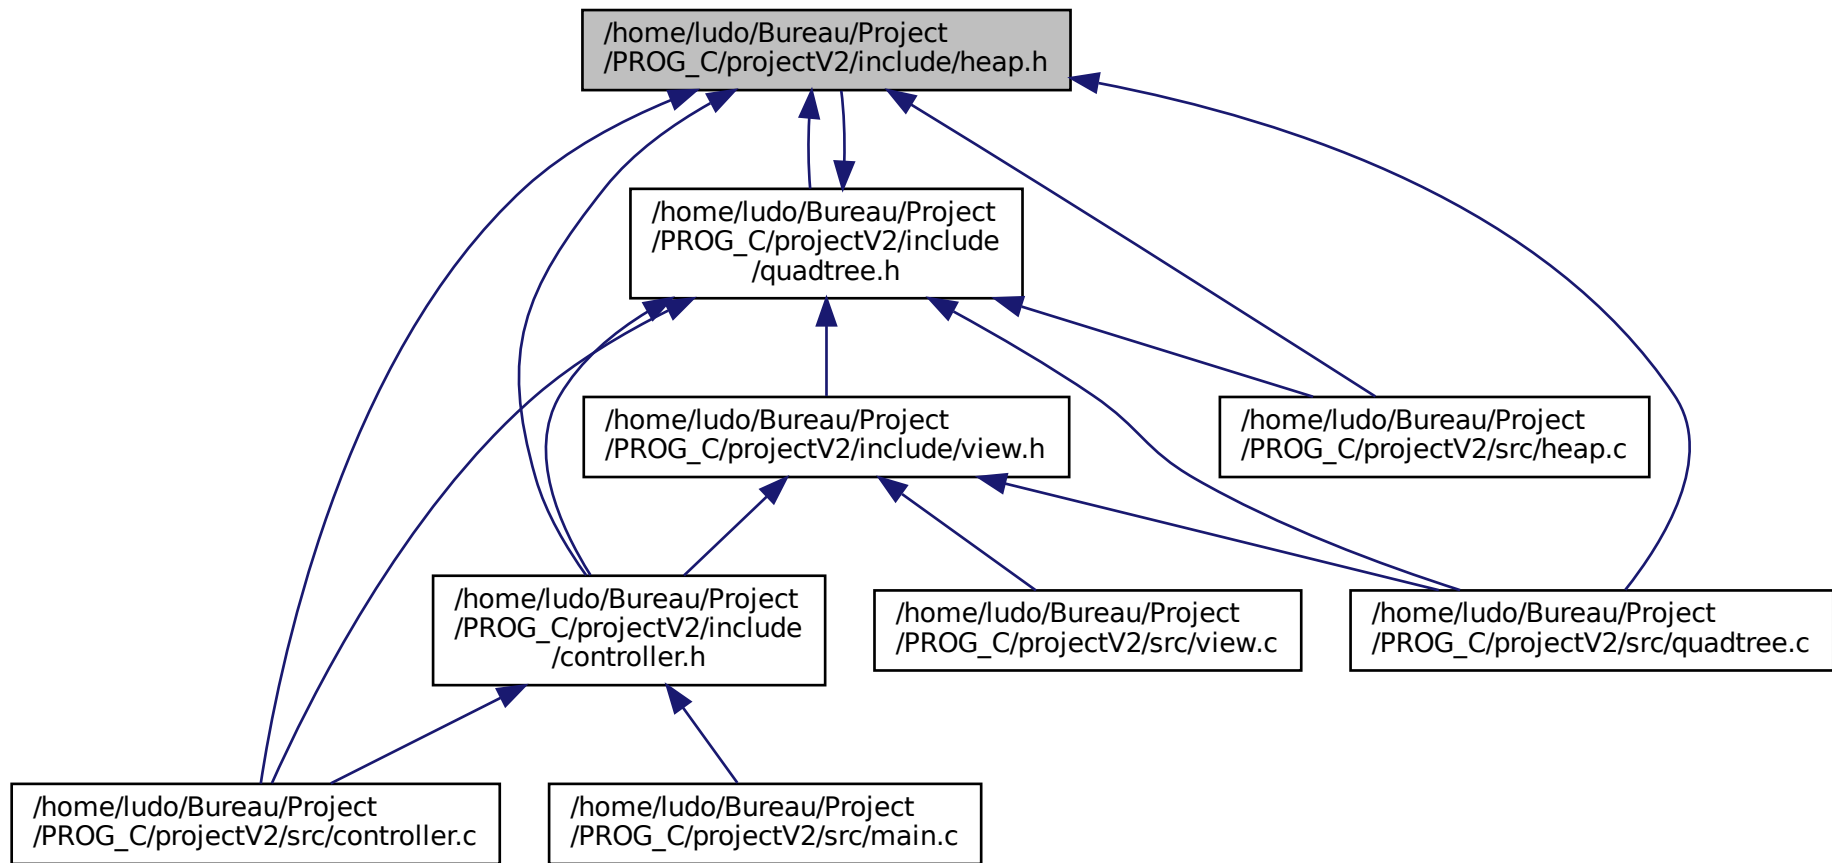 /home/ludo/Bureau/Project
/PROG_C/projectV2/include/heap.h
/home/ludo/Bureau/Project
/PROG_C/projectV2/include
/quadtree.h
/home/ludo/Bureau/Project
/PROG_C/projectV2/include/view.h
/home/ludo/Bureau/Project
/PROG_C/projectV2/src/heap.c
/home/ludo/Bureau/Project
/PROG_C/projectV2/include
/controller.h
/home/ludo/Bureau/Project
/PROG_C/projectV2/src/view.c
/home/ludo/Bureau/Project
/PROG_C/projectV2/src/quadtree.c
/home/ludo/Bureau/Project
/PROG_C/projectV2/src/controller.c
/home/ludo/Bureau/Project
/PROG_C/projectV2/src/main.c